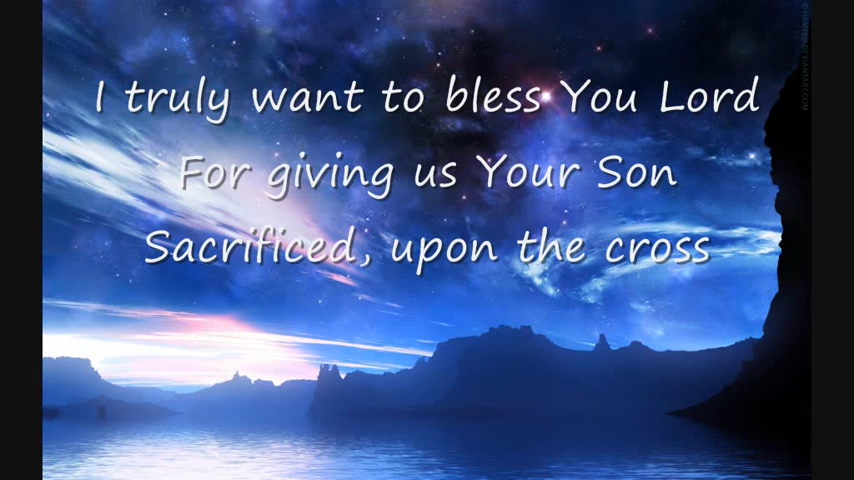 I truly want to bless You Lord
For giving us Your Son
Sacrificed, upon the cross